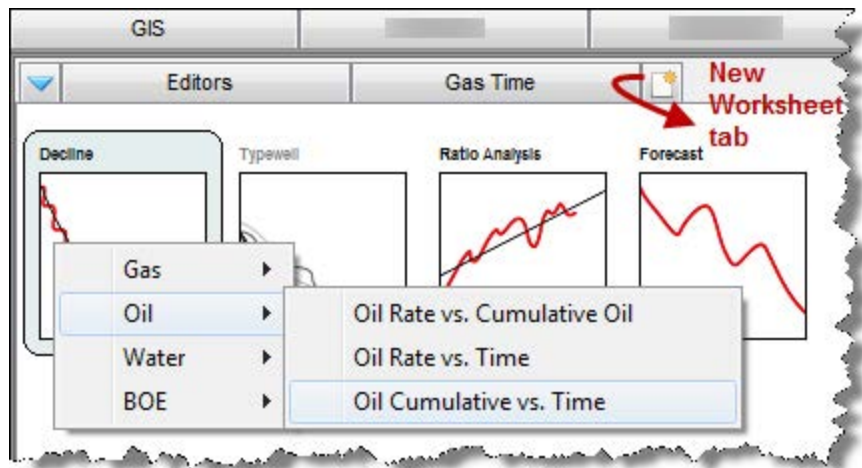 GIS
Editors
Gas Time
New
Worksheet
tab
Decline
Typewell
Ratio Analysis
Forecast
Gas
Oil
Water
BOE
Oil Rate vs. Cumulative Oil
Oil Rate vs. Time
Oil Cumulative vs. Time